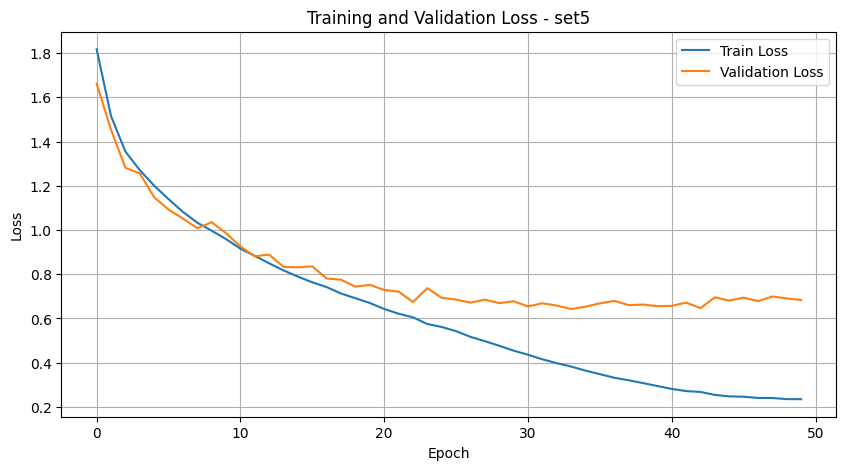 Training and Validation Loss - set5
Train Loss
Validation Loss
1.8
1.6
1.4
1.2
1.0
0.8
0.6
0.4
0.2
Loss
0 10 20 30 40 50
Epoch